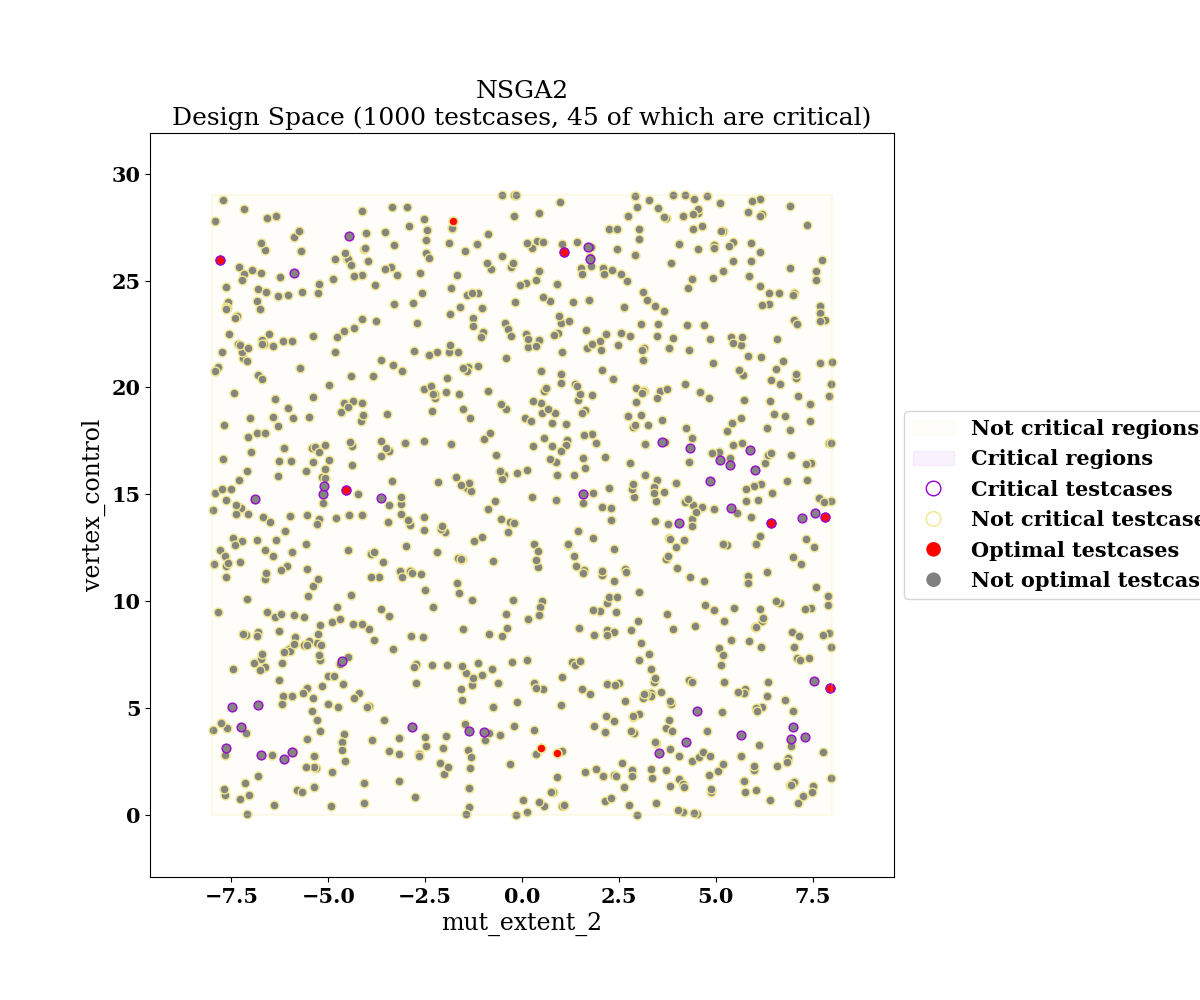 NSGA2
Design Space (1000 testcases, 45 of which are critical)
30
25
20
15
10
5
0
vertex_control
−7.5
−5.0
−2.5
0.0
2.5
5.0
7.5
mut_extent_2
Not critical regions
Critical regions
Critical testcases
Not critical testcase
Optimal testcases
Not optimal testcas